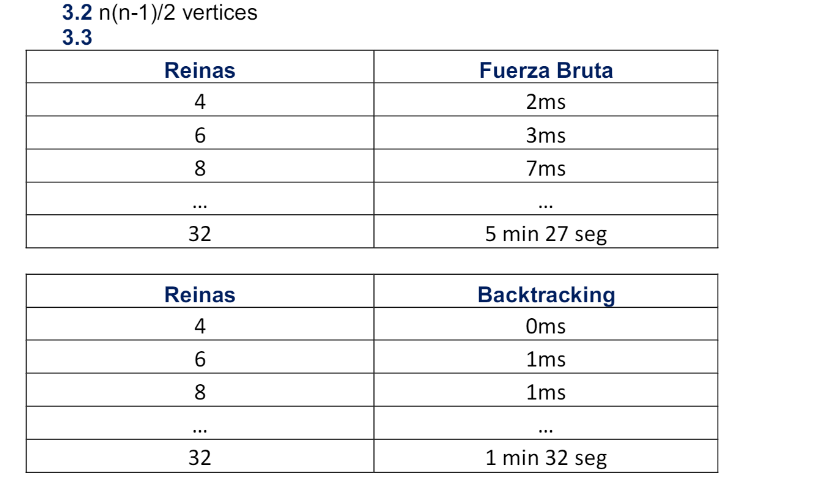 3.2 n(n-1)/2 vertices
3.3
Reinas Fuerza Bruta
4 2ms
6 3ms
8 7ms
... ...
32 5 min 27 seg
Reinas Backtracking
4 0ms
6 1ms
8 1ms
... ...
32 1 min 32 seg